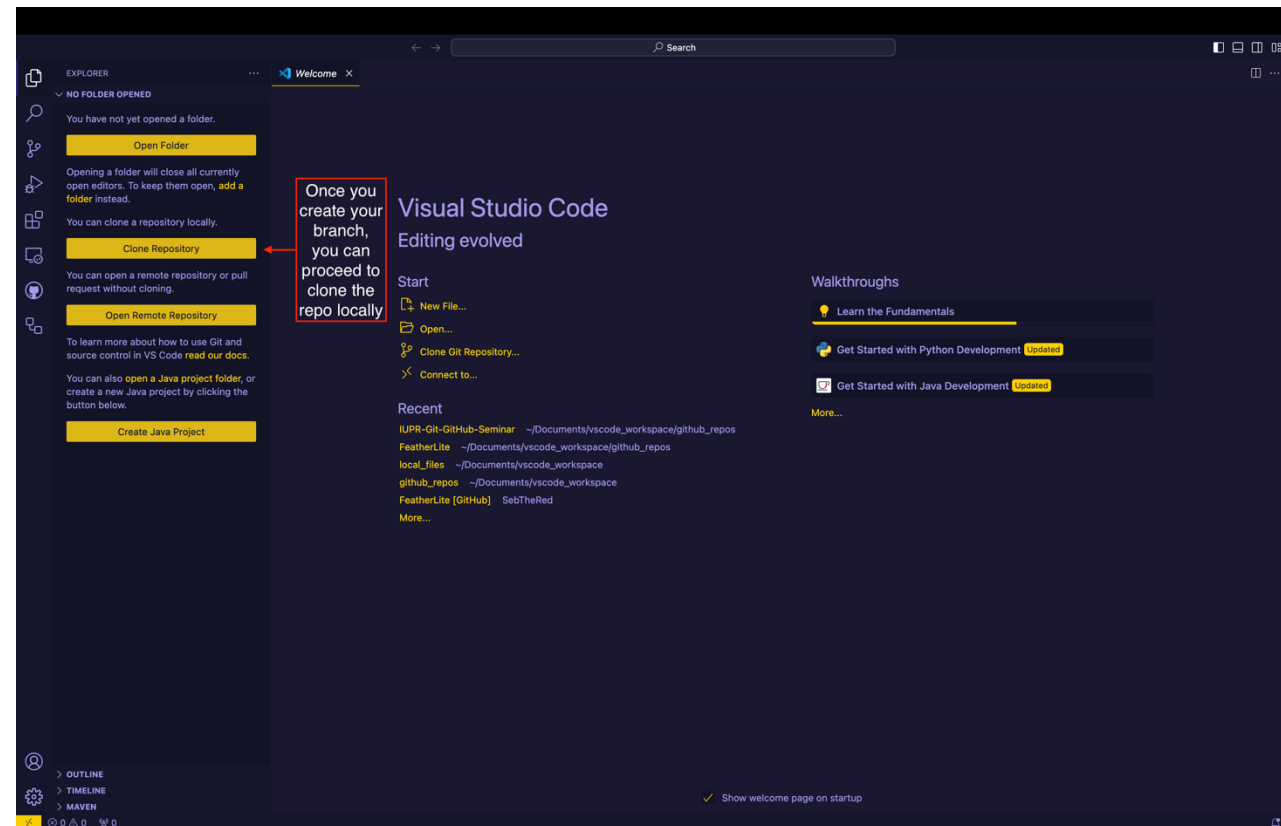 Search
EXPLORER
Welcome
NO FOLDER OPENED
You have not yet opened a folder.
Open Folder
Opening a folder will close all currently
open editors. To keep them open, add a
folder instead.
You can clone a repository locally.
Clone Repository
You can open a remote repository or pull
request without cloning.
Open Remote Repository
To learn more about how to use Git and
source control in VS Code read our docs.
You can also open a Java project folder, or
create a new Java project by clicking the
button below.
Create Java Project
Once you
create your
branch,
you can
proceed to
clone the
repo locally
Visual Studio Code
Editing evolved
Start
New File...
Open...
Clone Git Repository...
Connect to...
Recent
IUPR-Git-GitHub-Seminar ~/Documents/vscode_workspace/github_repos
FeatherLite ~/Documents/vscode_workspace/github_repos
local_files ~/Documents/vscode_workspace
github_repos ~/Documents/vscode_workspace
FeatherLite [GitHub] SebTheRed
More...
Walkthroughs
Learn the Fundamentals
Get Started with Python Development Updated
Get Started with Java Development Updated
More...
OUTLINE
TIMELINE
MAVEN
Show welcome page on startup
0 0 0